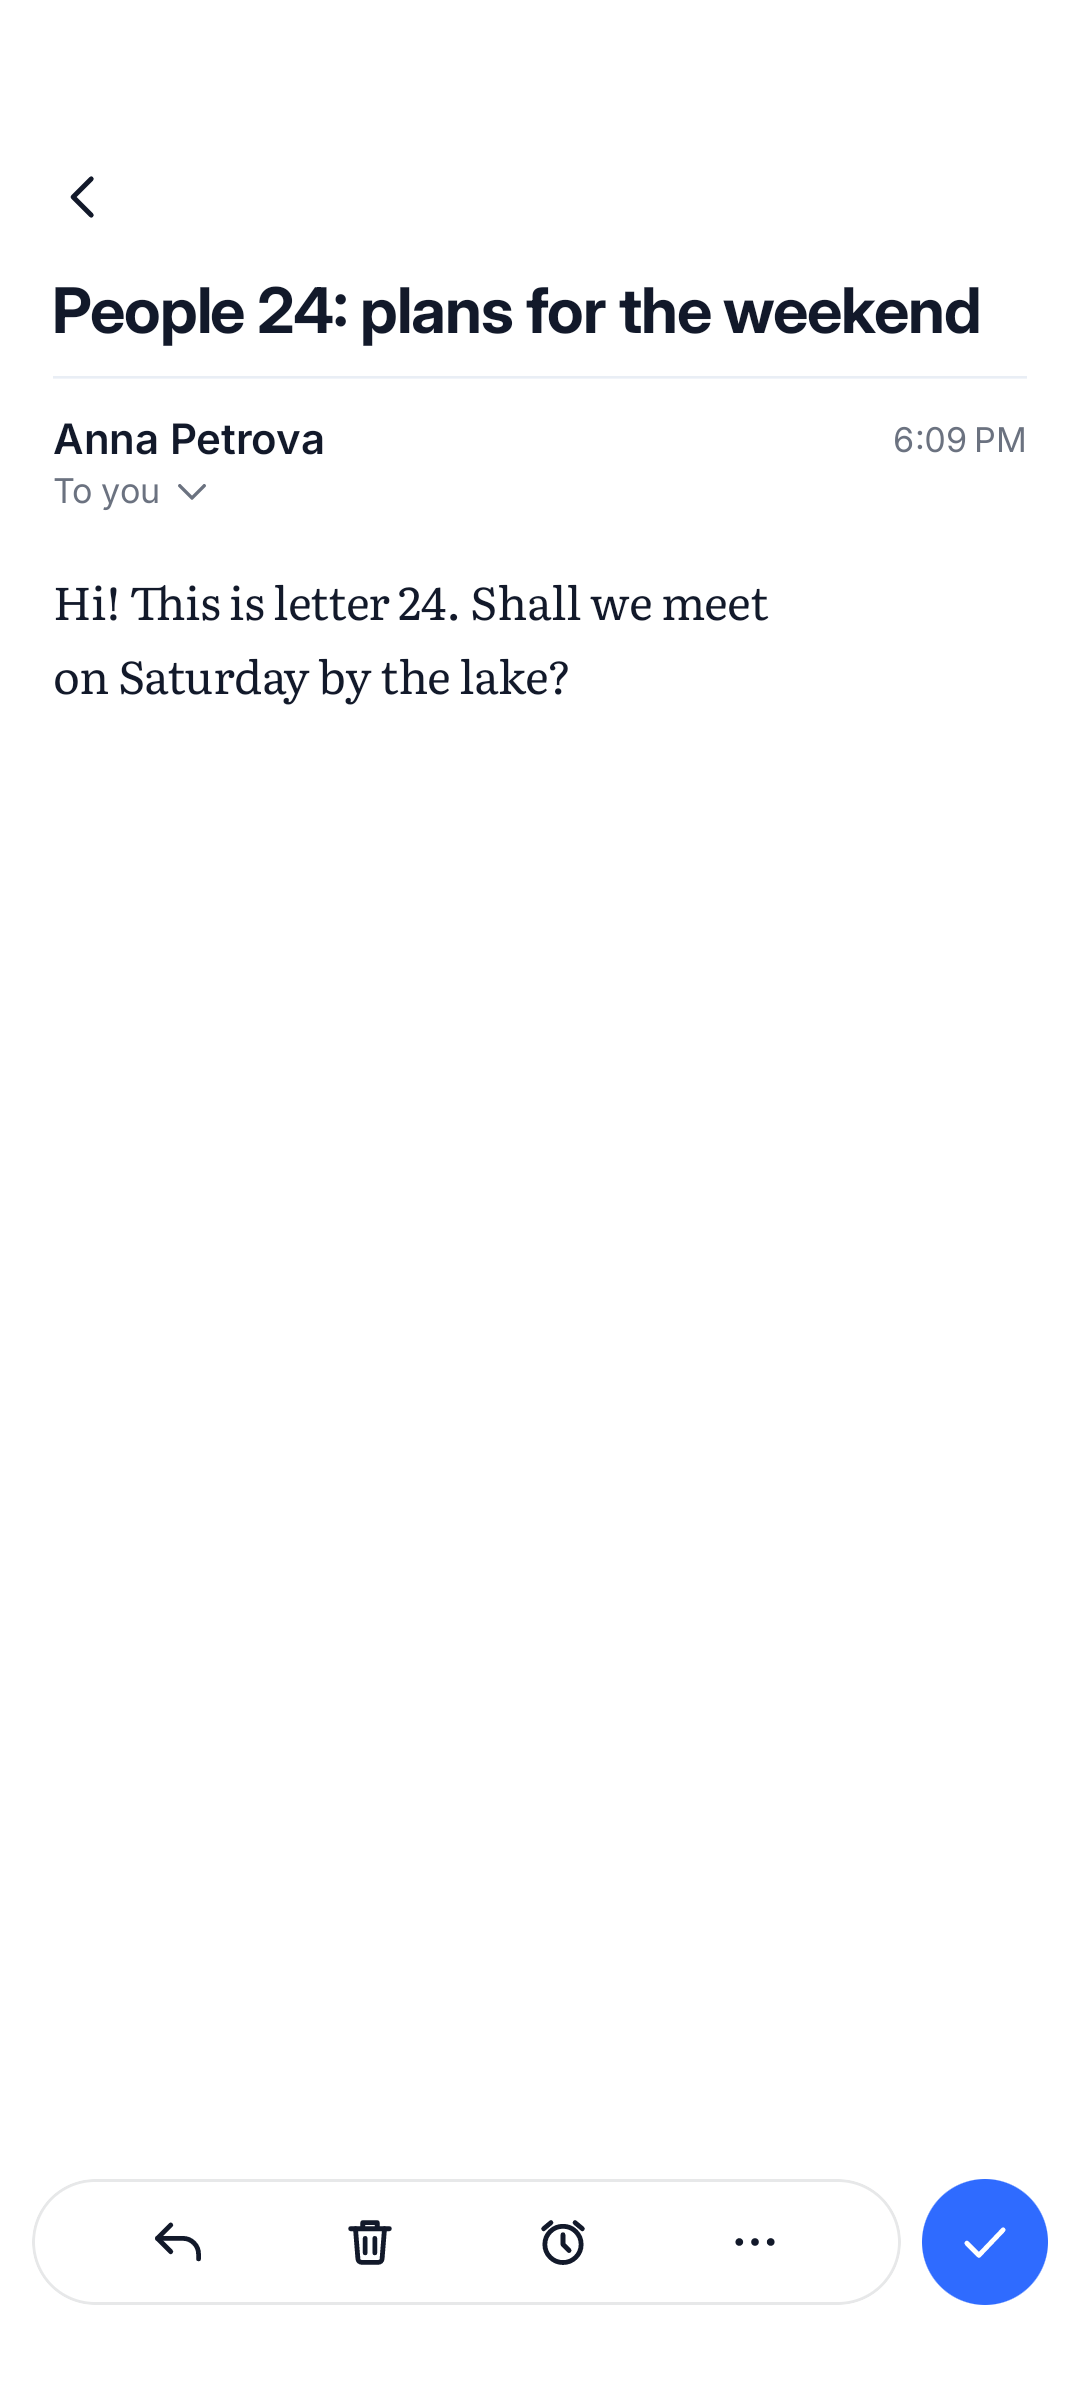 People 24: plans for the weekend
Anna Petrova
6:09 PM
To you
Hi! This is letter 24. Shall we meet
on Saturday by the lake?